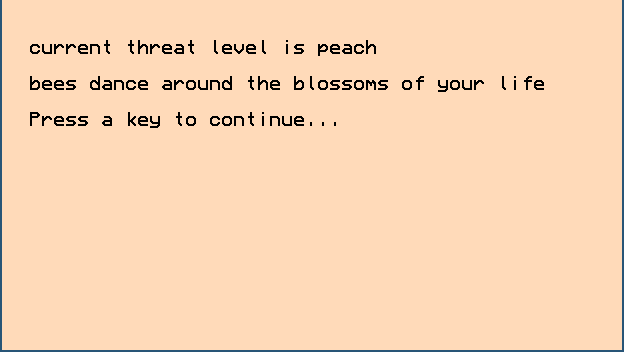 current threat level is peach
bees dance around the blossoms of your life
Press a key to continue...